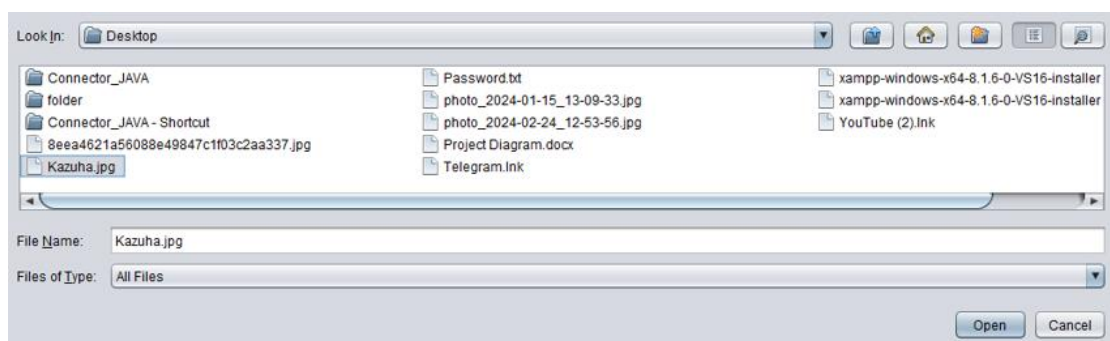 Look In: Desktop
Connector_JAVA
folder
Connector_JAVA - Shortcut
8eea4621a56088e49847c1f03c2aa337.jpg
Kazuha.jpg
Password.txt
photo_2024-01-15_13-09-33.jpg
photo_2024-02-24_12-53-56.jpg
Project Diagram.docx
Telegram.lnk
xampp-windows-x64-8.1.6-0-VS16-installer
xampp-windows-x64-8.1.6-0-VS16-installer
YouTube (2).lnk
File Name: Kazuha.jpg
Files of Type: All Files
Open Cancel